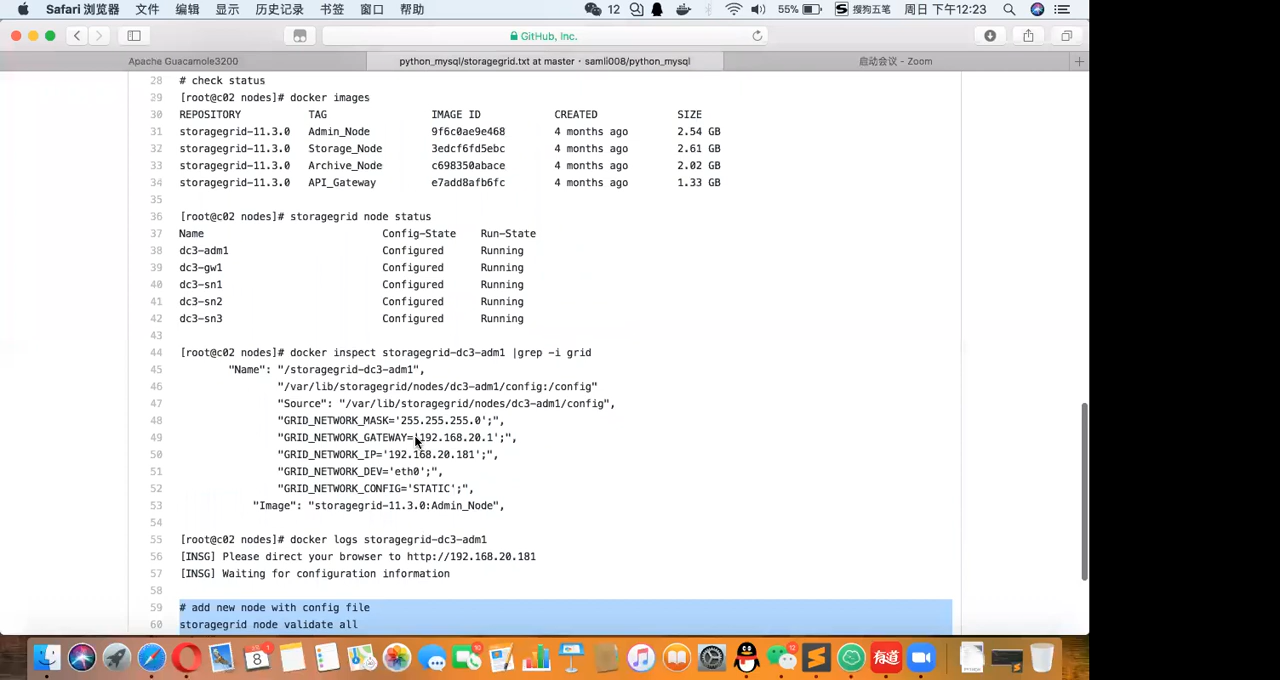 Safari 浏览器 文件 编辑 显示 历史记录 书签 窗口 帮助 12 55% 搜狗五笔 周日 下午12:23
GitHub, Inc.
Apache Guacamole3200 python_mysql/storagegrid.txt at master · samli008/python_mysql 启动会议 - Zoom
28 # check status
29 [root@c02 nodes]# docker images
30 REPOSITORY TAG IMAGE ID CREATED SIZE
31 storagegrid-11.3.0 Admin_Node 9f6c0ae9e468 4 months ago 2.54 GB
32 storagegrid-11.3.0 Storage_Node 3edcf6fd5ebc 4 months ago 2.61 GB
33 storagegrid-11.3.0 Archive_Node c698350abace 4 months ago 2.02 GB
34 storagegrid-11.3.0 API_Gateway e7add8afb6fc 4 months ago 1.33 GB
35
36 [root@c02 nodes]# storagegrid node status
37 Name Config-State Run-State
38 dc3-adm1 Configured Running
39 dc3-gw1 Configured Running
40 dc3-sn1 Configured Running
41 dc3-sn2 Configured Running
42 dc3-sn3 Configured Running
43
44 [root@c02 nodes]# docker inspect storagegrid-dc3-adm1 |grep -i grid
45 "Name": "/storagegrid-dc3-adm1",
46 "/var/lib/storagegrid/nodes/dc3-adm1/config:/config"
47 "Source": "/var/lib/storagegrid/nodes/dc3-adm1/config",
48 "GRID_NETWORK_MASK='255.255.255.0';",
49 "GRID_NETWORK_GATEWAY='192.168.20.1';",
50 "GRID_NETWORK_IP='192.168.20.181';",
51 "GRID_NETWORK_DEV='eth0';",
52 "GRID_NETWORK_CONFIG='STATIC';",
53 "Image": "storagegrid-11.3.0:Admin_Node",
54
55 [root@c02 nodes]# docker logs storagegrid-dc3-adm1
56 [INSG] Please direct your browser to http://192.168.20.181
57 [INSG] Waiting for configuration information
58
59 # add new node with config file
60 storagegrid node validate all
8
有道